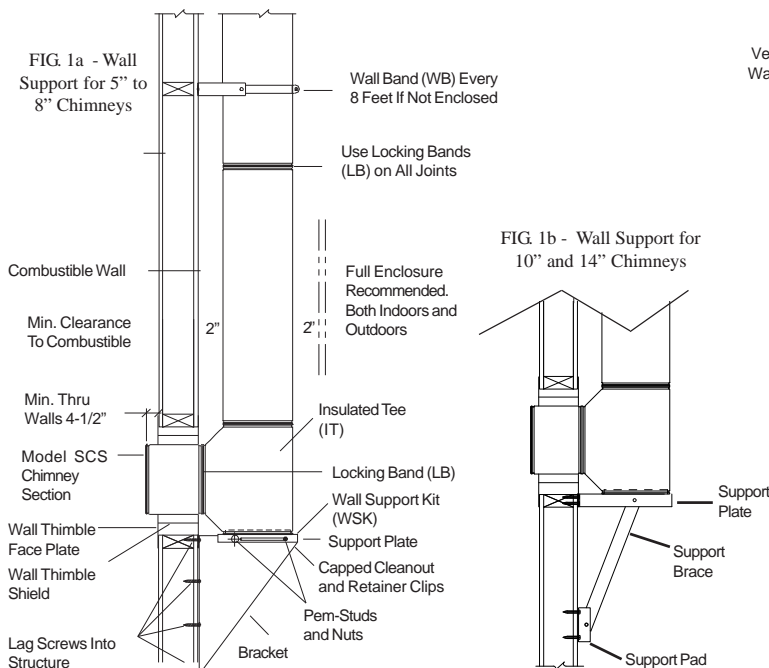 FIG. 1a - Wall
Support for 5” to
8” Chimneys
Wall Band (WB) Every
8 Feet If Not Enclosed
Use Locking Bands
(LB) on All Joints
Combustible Wall
Min. Clearance
To Combustible
2”
2”
Full Enclosure
Recommended.
Both Indoors and
Outdoors
Min. Thru
Walls 4-1/2”
Insulated Tee
(IT)
Model SCS
Chimney
Section
Locking Band (LB)
Wall Support Kit
(WSK)
Wall Thimble
Face Plate
Support Plate
Wall Thimble
Shield
Capped Cleanout
and Retainer Clips
Pem-Studs
and Nuts
Lag Screws Into
Structure
Bracket
Ve
Wa
FIG. 1b - Wall Support for
10” and 14” Chimneys
Support
Plate
Support
Brace
Support Pad